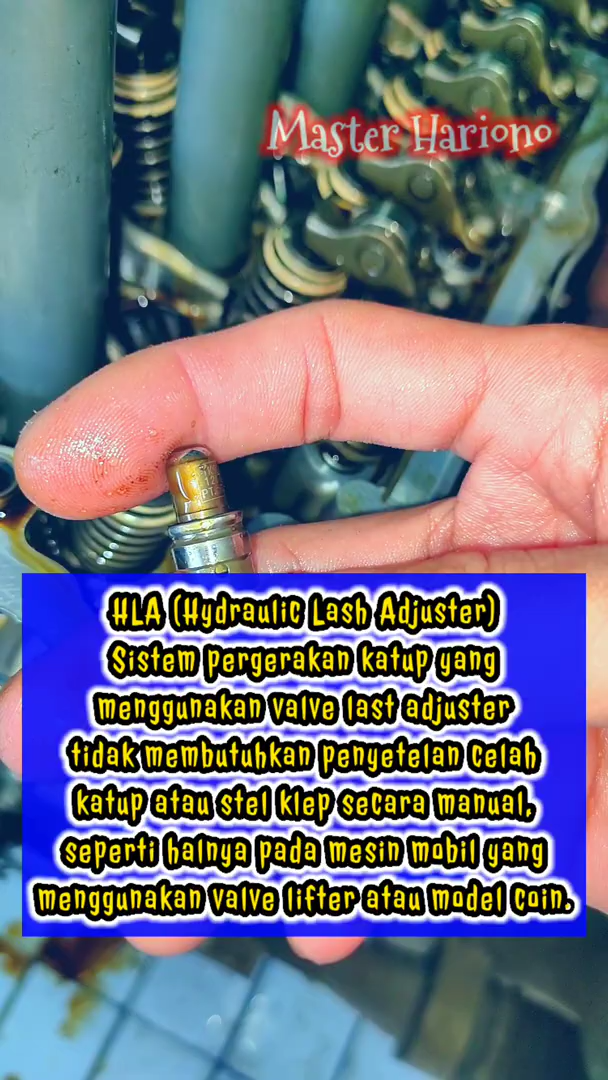 Master Hariono
HLA (Hydraulic Lash Adjuster)
Sistem pergerakan katup yang
menggunakan valve last adjuster
tidak membutuhkan penyetelan celah
katup atau stel klep secara manual,
seperti halnya pada mesin mobil yang
menggunakan valve lifter atau model coin.